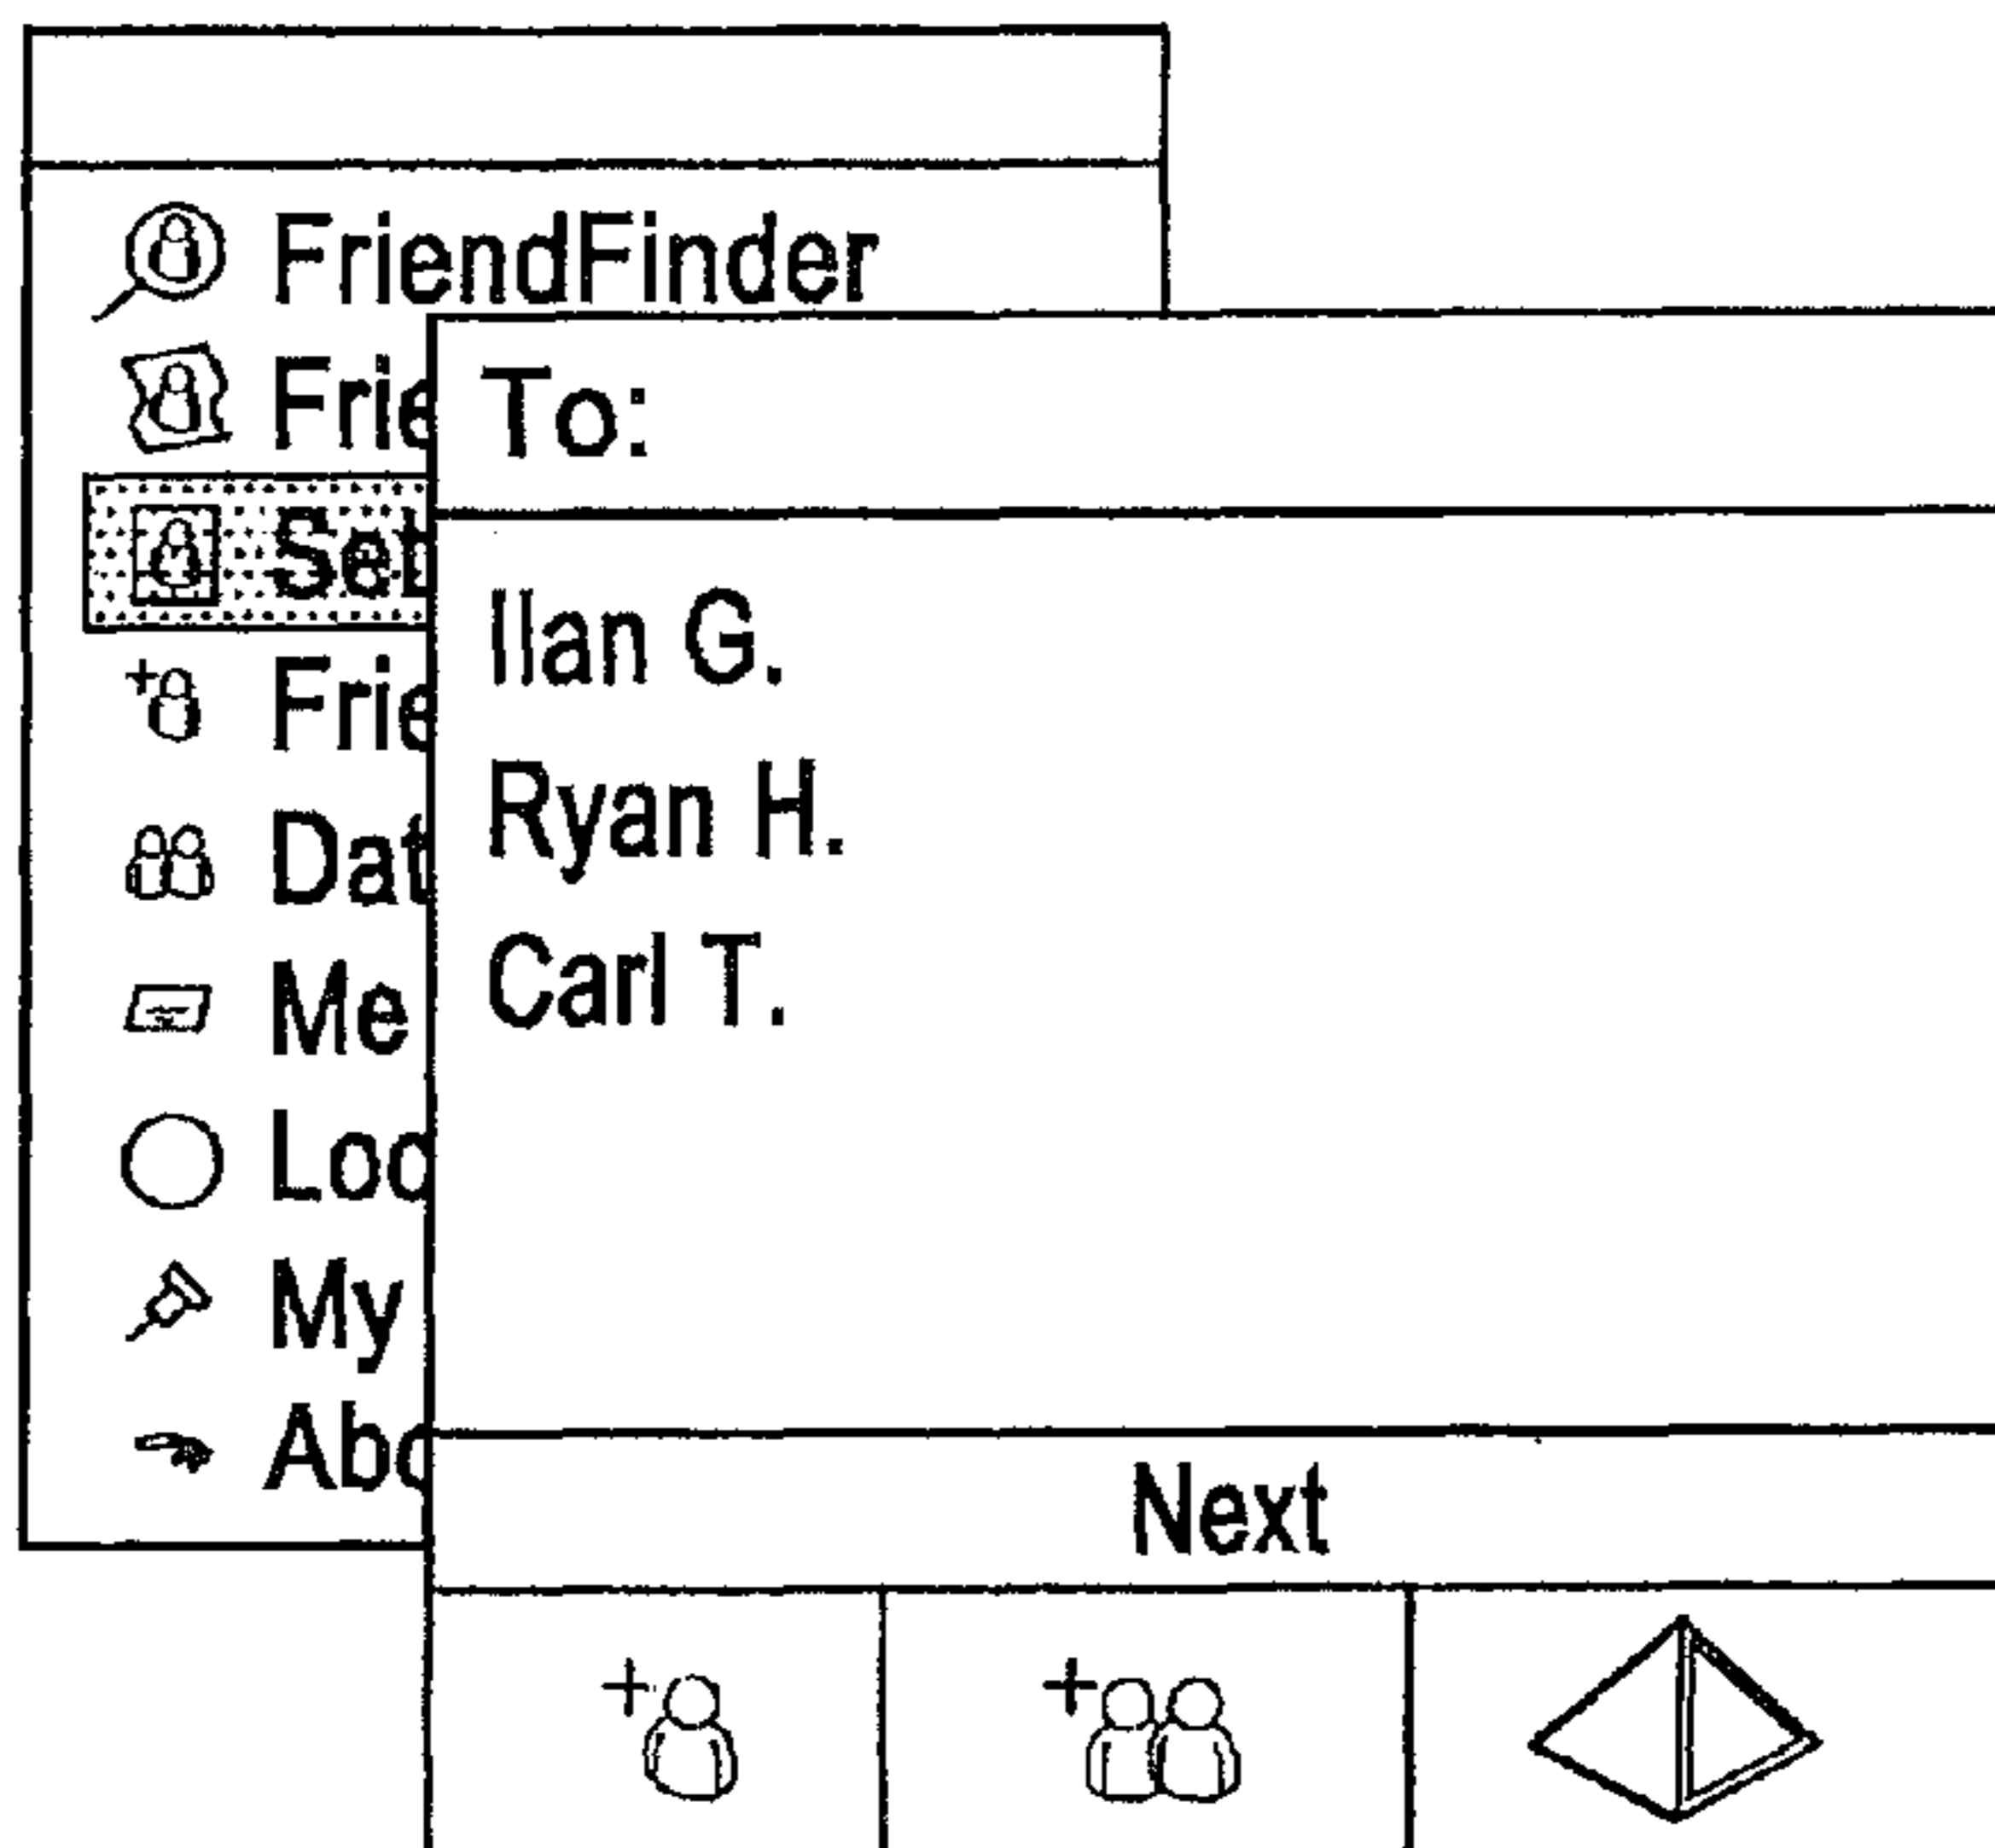 FriendFinder
Frie
Set
Frie
Dat
Me
Loc
My
Abo
To:
Ilan G.
Ryan H.
Carl T.
Next